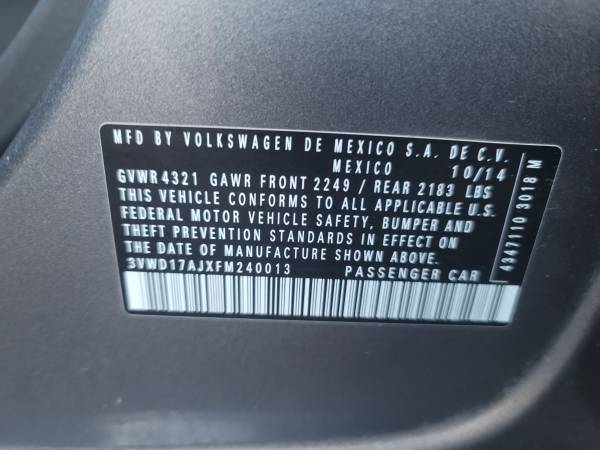 MFD BY VOLKSWAGEN DE MEXICO S.A. DE C.V.
MEXICO 10/14
GVWR4321 GAWR FRONT 2249 / REAR 2183 LBS
THIS VEHICLE CONFORMS TO ALL APPLICABLE U.S.
FEDERAL MOTOR VEHICLE SAFETY, BUMPER AND
THEFT PREVENTION STANDARDS IN EFFECT ON
THE DATE OF MANUFACTURE SHOWN ABOVE.
3VWD17AJXFM240013 PASSENGER CAR
4347110 3018 M